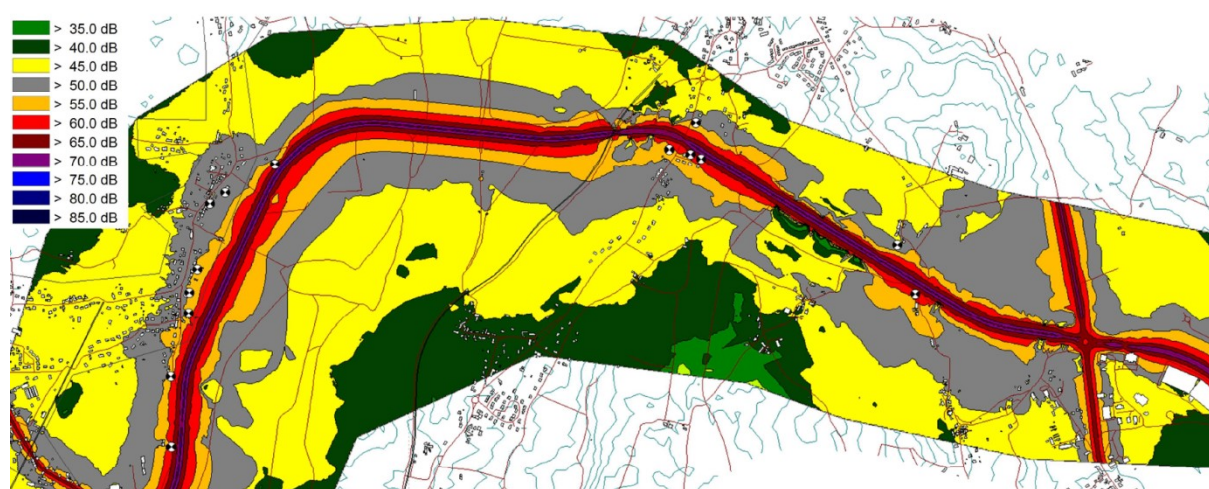 > 35.0 dB
> 40.0 dB
> 45.0 dB
> 50.0 dB
> 55.0 dB
> 60.0 dB
> 65.0 dB
> 70.0 dB
> 75.0 dB
> 80.0 dB
> 85.0 dB